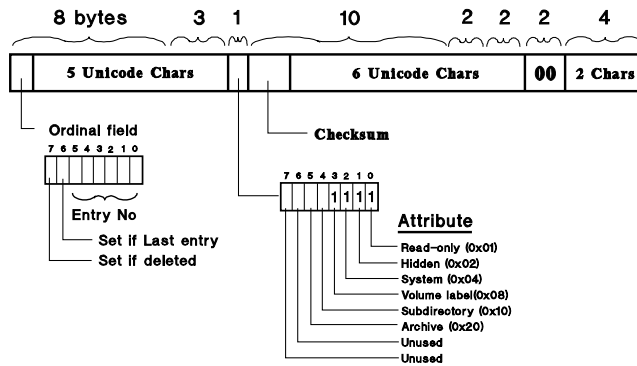 8 bytes 3 1 10 2 2 2 4
5 Unicode Chars 6 Unicode Chars 00 2 Chars
Ordinal field
Checksum
7 6 5 4 3 2 1 0
Entry No
Set if Last entry
Set if deleted
7 6 5 4 3 2 1 0
1 1 1 1
Attribute
Read-only (0x01)
Hidden (0x02)
System (0x04)
Volume label(0x08)
Subdirectory (0x10)
Archive (0x20)
Unused
Unused